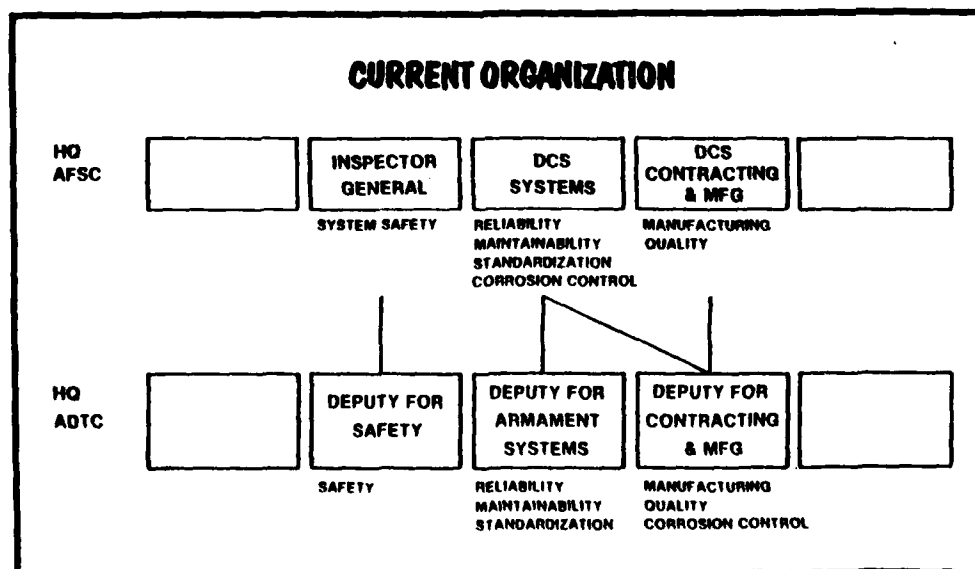 CURRENT ORGANIZATION
HQ
AFSC
INSPECTOR
GENERAL
DCS
SYSTEMS
DCS
CONTRACTING
& MFG
SYSTEM SAFETY
RELIABILITY
MAINTAINABILITY
STANDARDIZATION
CORROSION CONTROL
MANUFACTURING
QUALITY
HQ
ADTC
DEPUTY FOR
SAFETY
DEPUTY FOR
ARMAMENT
SYSTEMS
DEPUTY FOR
CONTRACTING
& MFG
SAFETY
RELIABILITY
MAINTAINABILITY
STANDARDIZATION
MANUFACTURING
QUALITY
CORROSION CONTROL